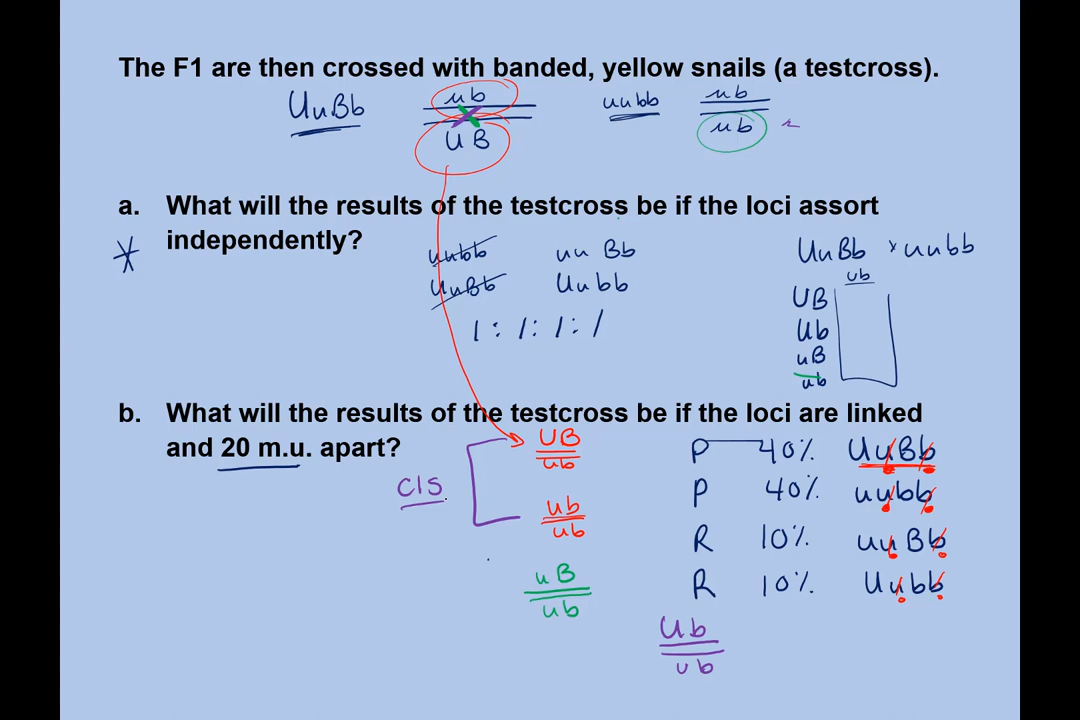 The F1 are then crossed with banded, yellow snails (a testcross).
UuBb ub uubb ub
UB ub
a. What will the results of the testcross be if the loci assort
independently?
uubb uu Bb UuBb x uubb
UuBb Uubb ub
1 : 1 : 1 : 1 UB
Ub
uB
ub
b. What will the results of the testcross be if the loci are linked
and 20 m.u. apart?
UB P 40% UuBb
ub
CIS P 40% uubb
ub
ub R 10% uuBb
uB R 10% Uubb
ub
Ub
ub